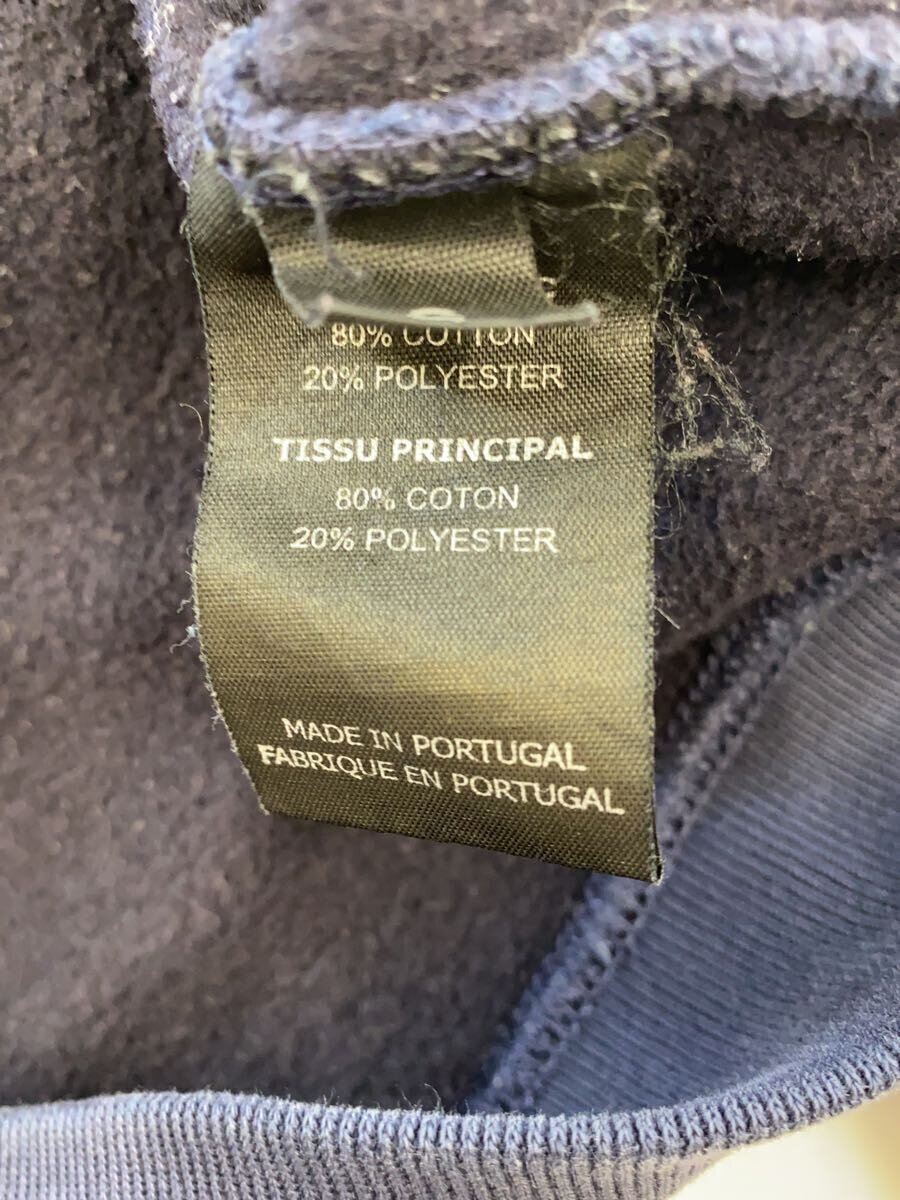 80% COTTON
20% POLYESTER
TISSU PRINCIPAL
80% COTON
20% POLYESTER
MADE IN PORTUGAL
FABRIQUE EN PORTUGAL